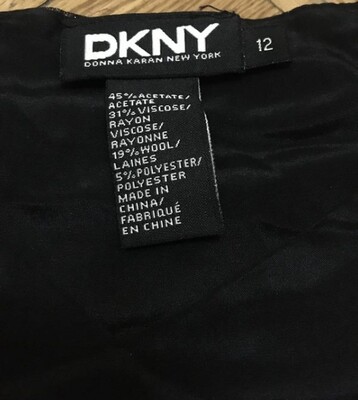 DKNY
DONNA KARAN NEW YORK
12
45%ACETATE/
ACETATE
31%VISCOSE/
RAYON
VISCOSE/
RAYONNE
19%WOOL/
LAINES
5%POLYESTER/
POLYESTER
MADE IN
CHINA/
FABRIQUÉ
EN CHINE